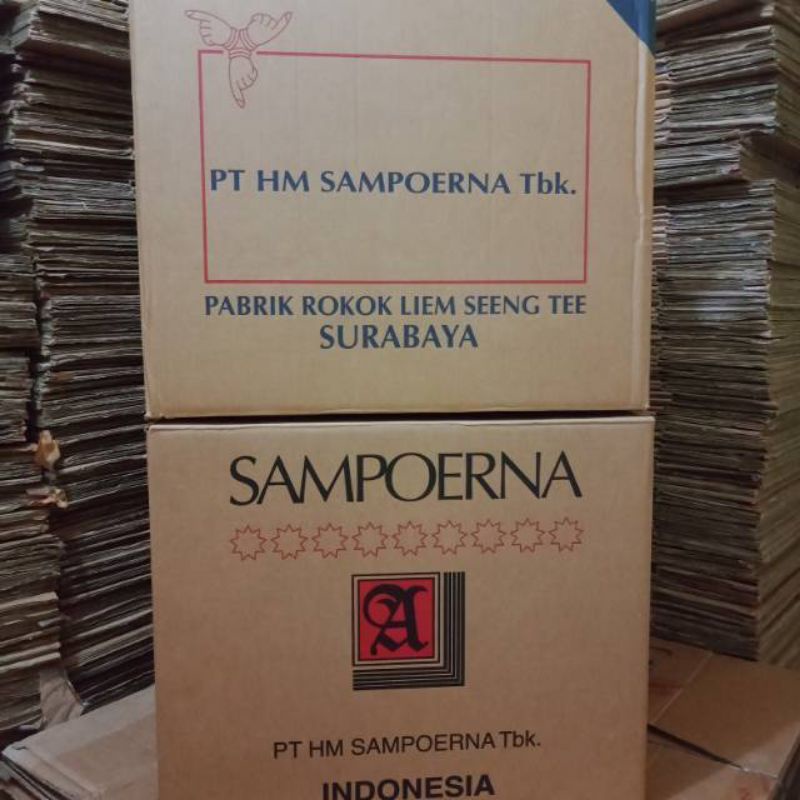 PT HM SAMPOERNA Tbk.
PABRIK ROKOK LIEM SEENG TEE
SURABAYA
SAMPOERNA
A
PT HM SAMPOERNA Tbk.
INDONESIA